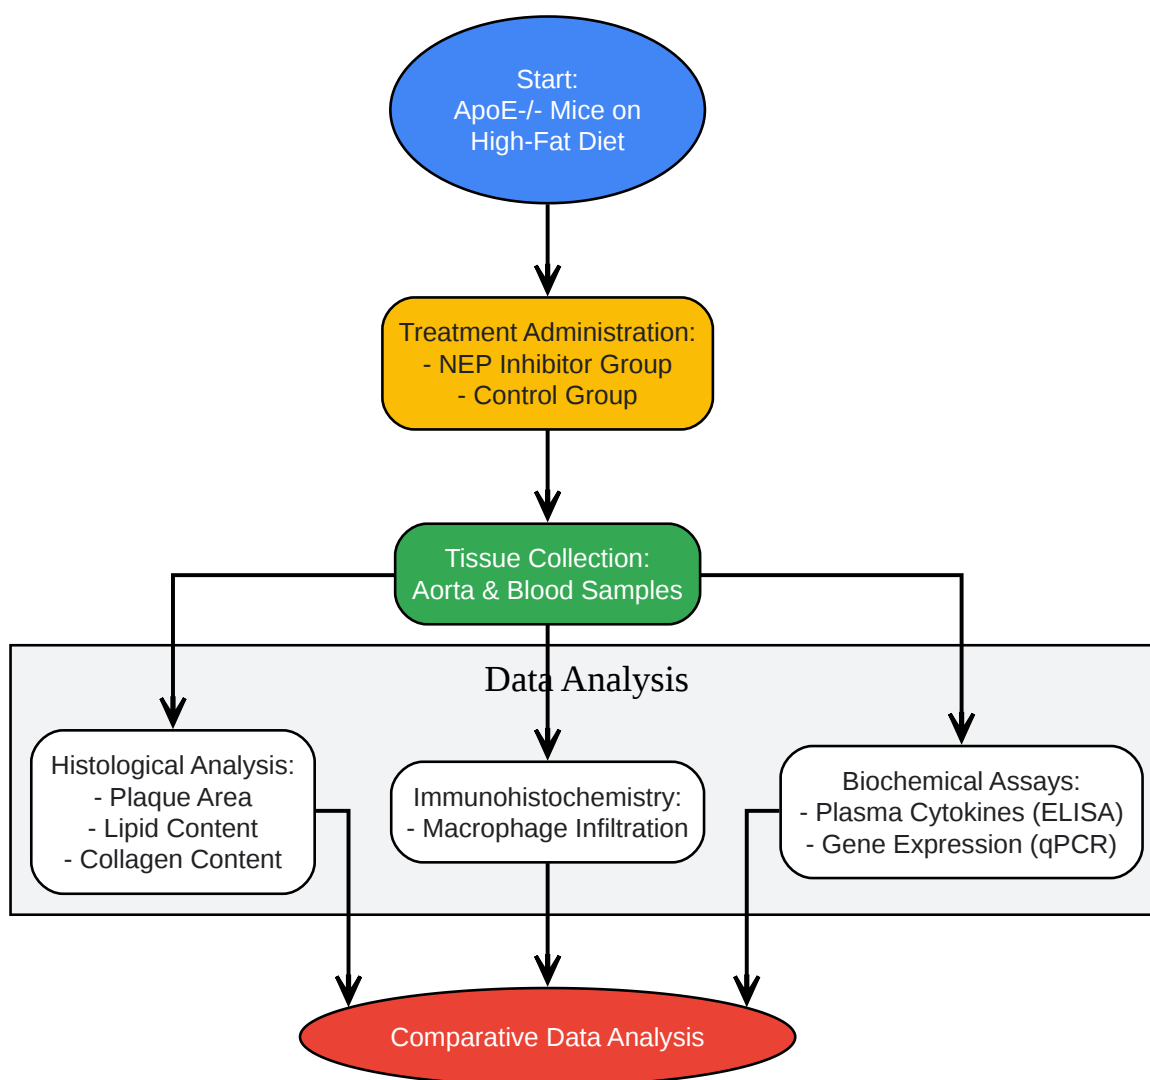 Start:
ApoE-/- Mice on
High-Fat Diet
Treatment Administration:
- NEP Inhibitor Group
- Control Group
Tissue Collection:
Aorta & Blood Samples
Data Analysis
Histological Analysis:
- Plaque Area
- Lipid Content
- Collagen Content
Immunohistochemistry:
- Macrophage Infiltration
Biochemical Assays:
- Plasma Cytokines (ELISA)
- Gene Expression (qPCR)
Comparative Data Analysis